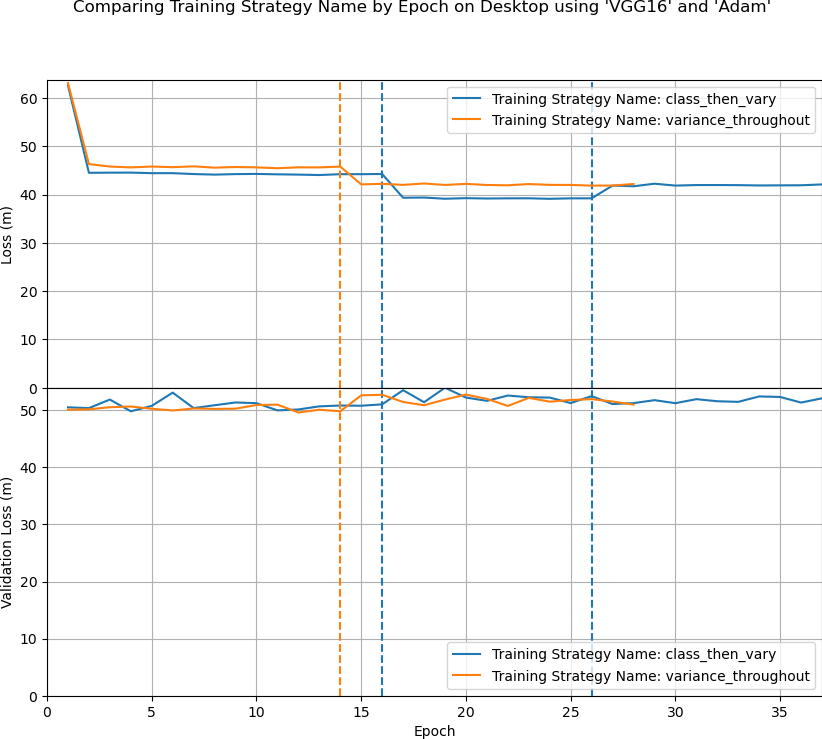 Comparing Training Strategy Name by Epoch on Desktop using 'VGG16' and 'Adam'
60
50
40
30
20
10
0
Loss (m)
Training Strategy Name: class_then_vary
Training Strategy Name: variance_throughout
50
40
30
20
10
0
Validation Loss (m)
Training Strategy Name: class_then_vary
Training Strategy Name: variance_throughout
0 5 10 15 20 25 30 35
Epoch